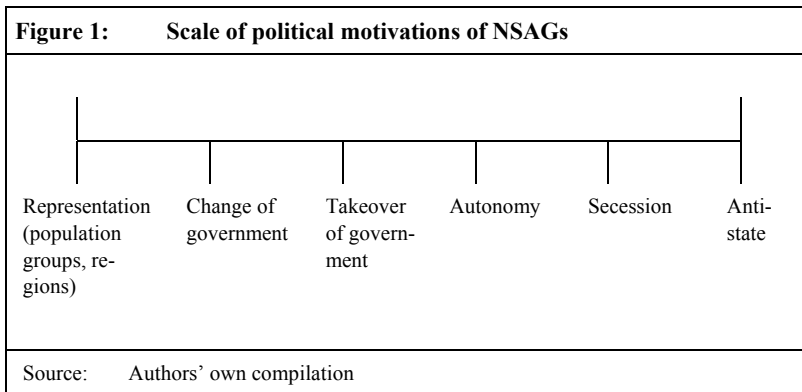 Figure 1: Scale of political motivations of NSAGs
Representation (population groups, re-gions)
Change of government
Takeover of govern-ment
Autonomy
Secession
Anti-state
Source: Authors' own compilation